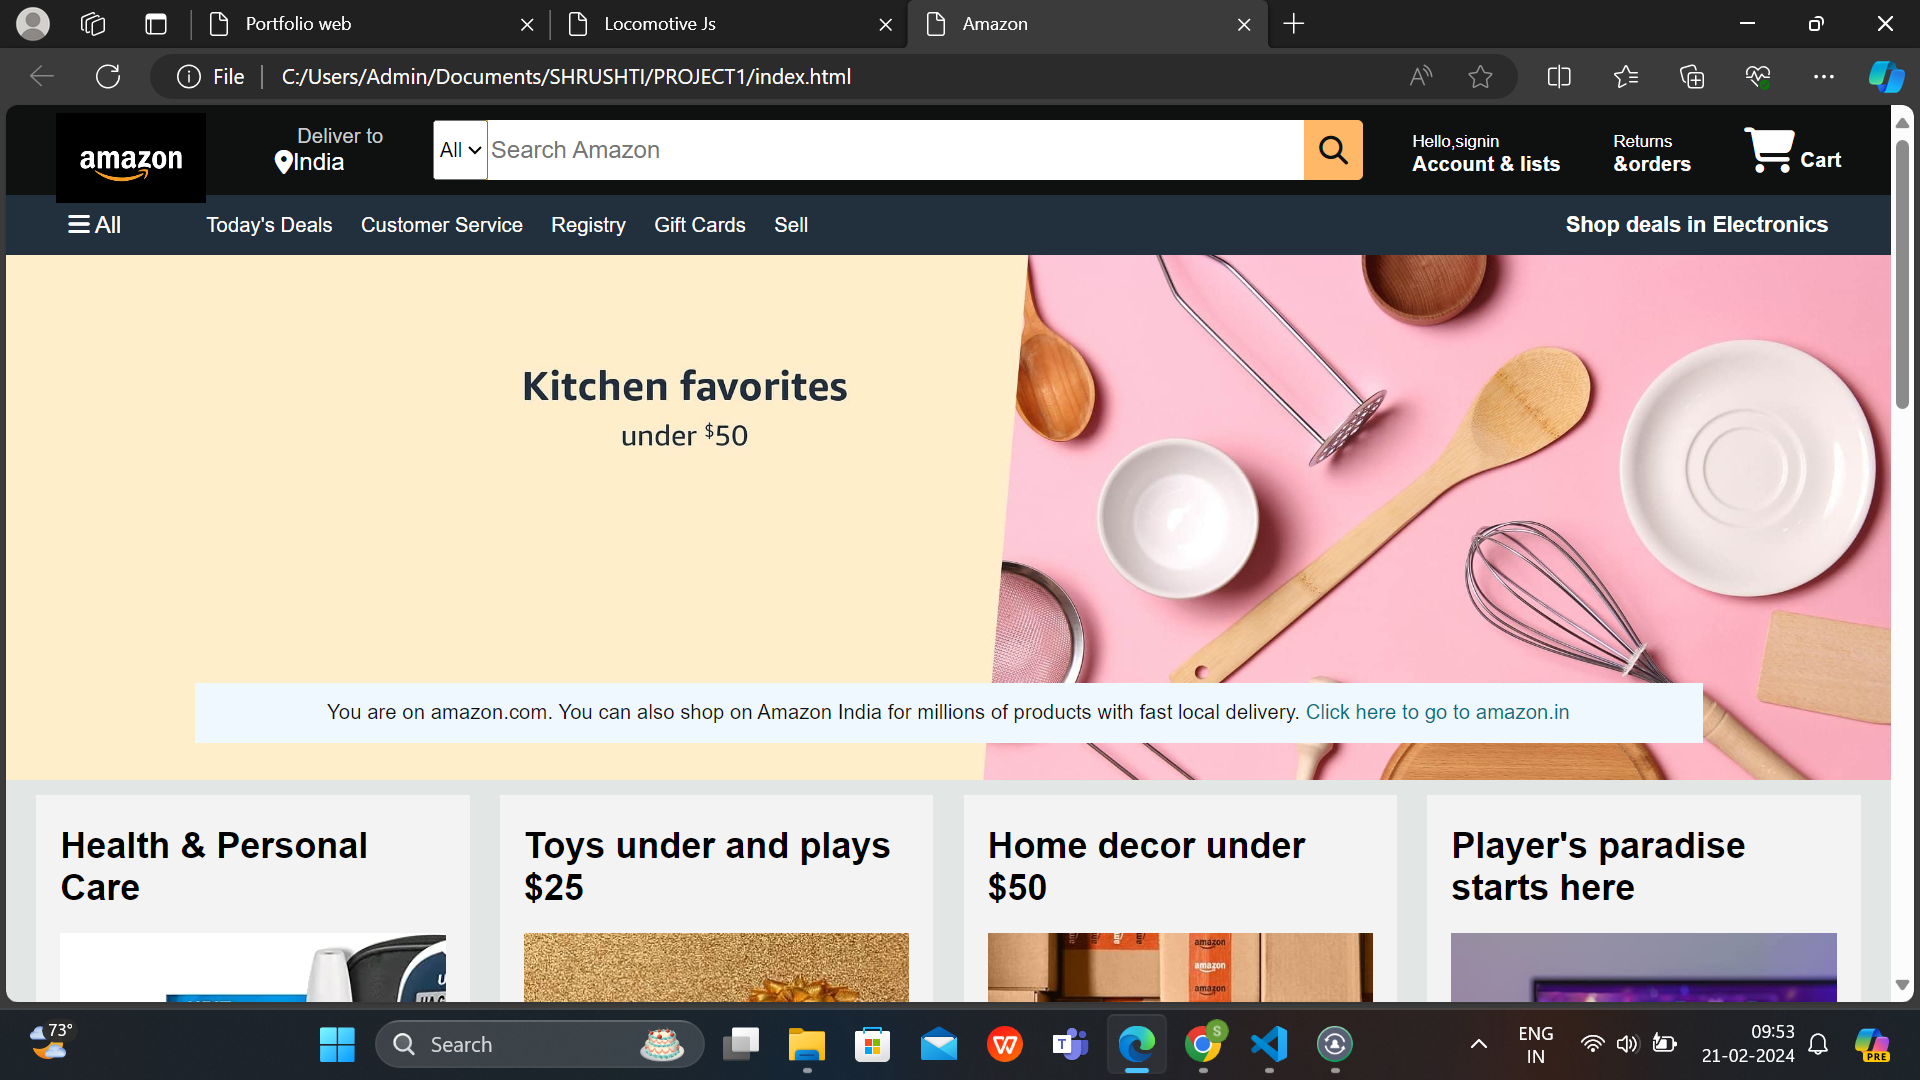 Portfolio web
Locomotive Js
Amazon
File
C:/Users/Admin/Documents/SHRUSHTI/PROJECT1/index.html
amazon
Deliver to
India
All
Search Amazon
Hello,signin
Account & lists
Returns
&orders
Cart
All
Today's Deals
Customer Service
Registry
Gift Cards
Sell
Shop deals in Electronics
Kitchen favorites
under $50
You are on amazon.com. You can also shop on Amazon India for millions of products with fast local delivery. Click here to go to amazon.in
Health & Personal
Care
Toys under and plays
$25
Home decor under
$50
Player's paradise
starts here
amazon
amazon
amazon
73°
Search
S
T
ENG
IN
09:53
21-02-2024
PRE